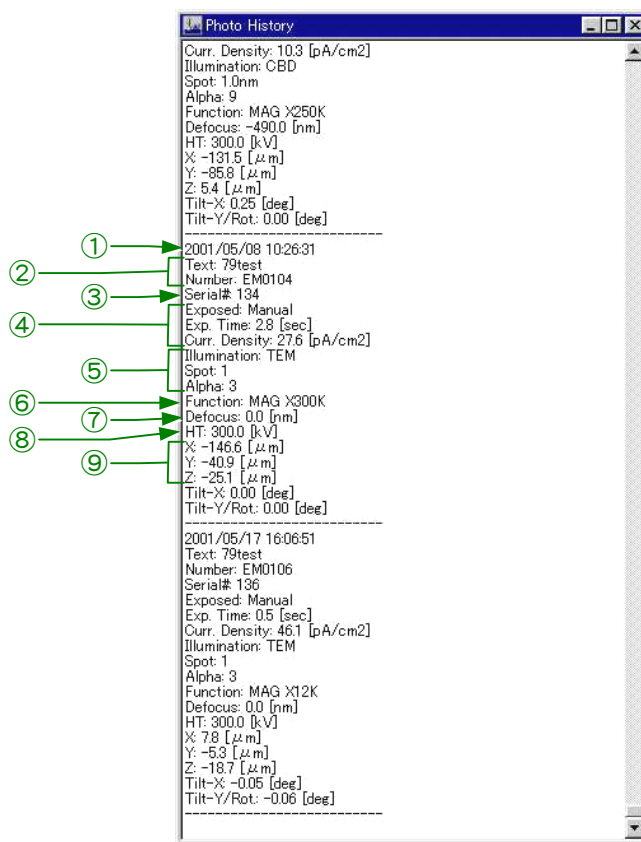 Photo History
Curr. Density: 10.3 [pA/cm2]
Illumination: CBD
Spot: 1.0nm
Alpha: 9
Function: MAG X250K
Defocus: -490.0 [nm]
HT: 300.0 [kV]
X: -131.5 [μm]
Y: -85.8 [μm]
Z: 5.4 [μm]
Tilt-X: 0.25 [deg]
Tilt-Y/Rot.: 0.00 [deg]
---------------------------
① 2001/05/08 10:26:31
② Text: 79test
Number: EM0104
③ Serial# 134
④ Exposed: Manual
Exp. Time: 2.8 [sec]
Curr. Density: 27.6 [pA/cm2]
⑤ Illumination: TEM
Spot: 1
Alpha: 3
⑥ Function: MAG X300K
⑦ Defocus: 0.0 [nm]
⑧ HT: 300.0 [kV]
⑨ X: -146.6 [μm]
Y: -40.9 [μm]
Z: -25.1 [μm]
Tilt-X: 0.00 [deg]
Tilt-Y/Rot.: 0.00 [deg]
---------------------------
2001/05/17 16:06:51
Text: 79test
Number: EM0106
Serial# 136
Exposed: Manual
Exp. Time: 0.5 [sec]
Curr. Density: 46.1 [pA/cm2]
Illumination: TEM
Spot: 1
Alpha: 3
Function: MAG X12K
Defocus: 0.0 [nm]
HT: 300.0 [kV]
X: 7.8 [μm]
Y: -5.3 [μm]
Z: -18.7 [μm]
Tilt-X: -0.05 [deg]
Tilt-Y/Rot.: -0.06 [deg]
---------------------------